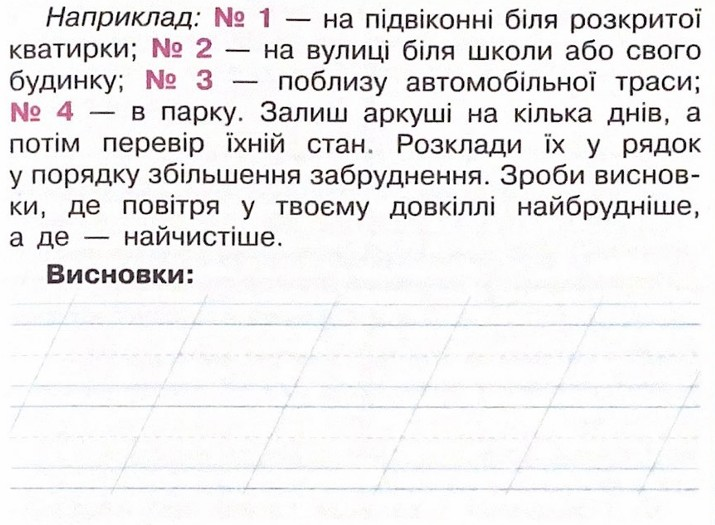 Наприклад: № 1 — на підвіконні біля розкритої
кватирки; № 2 — на вулиці біля школи або свого
будинку; № 3 — поблизу автомобільної траси;
№ 4 — в парку. Залиш аркуші на кілька днів, а
потім перевір їхній стан. Розклади їх у рядок
у порядку збільшення забруднення. Зроби виснов-
ки, де повітря у твоєму довкіллі найбрудніше,
а де — найчистіше.
Висновки: